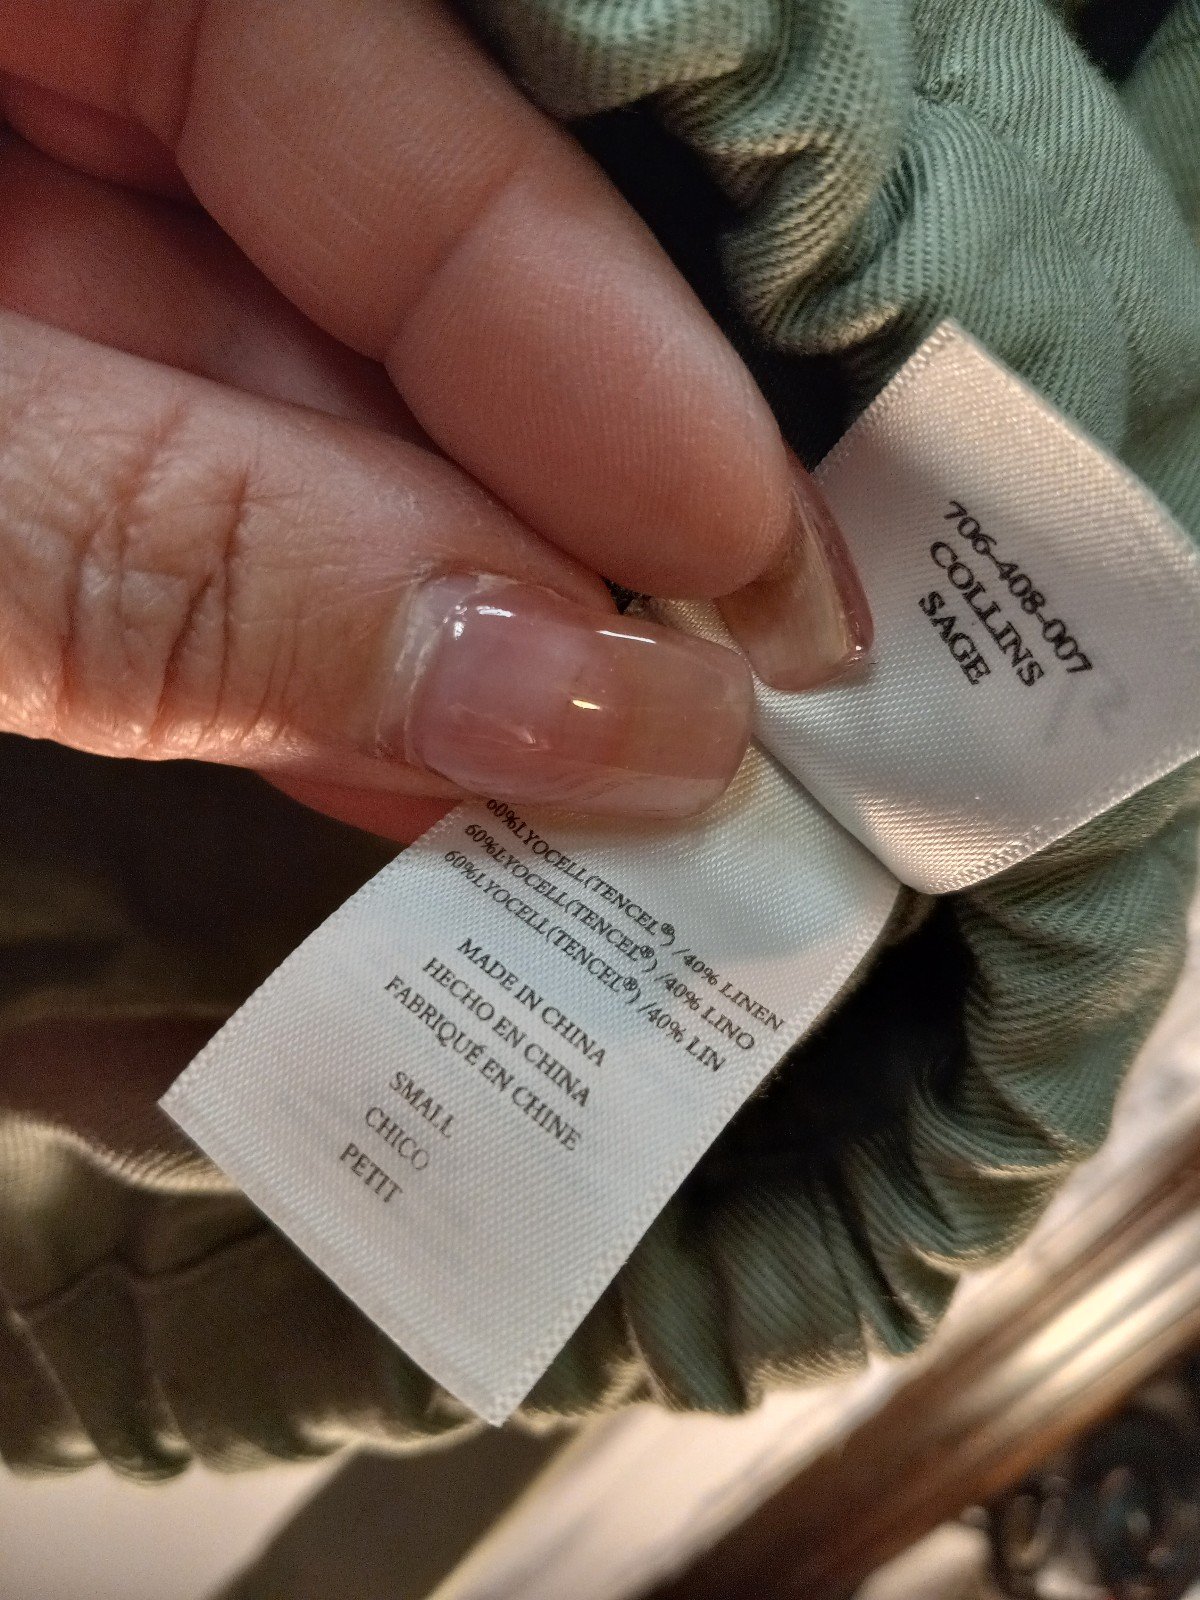 706-408-007
COLLINS
SAGE
60%LYOCELL(TENCEL®)/40% LINEN
60%LYOCELL(TENCEL®)/40% LINO
60%LYOCELL(TENCEL®)/40% LIN
MADE IN CHINA
HECHO EN CHINA
FABRIQUÉ EN CHINE
SMALL
CHICO
PETIT